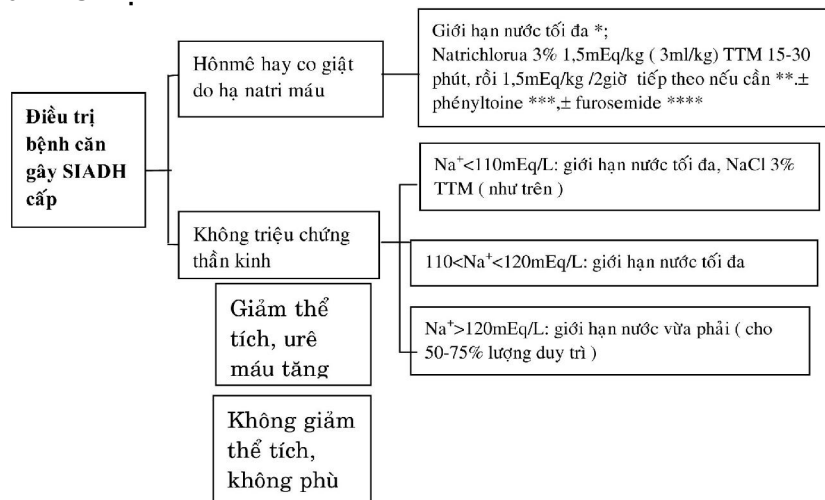 Điều trị
bệnh căn
gây SIADH
cấp
Hônmê hay co giật
do hạ natri máu
Giới hạn nước tối đa *;
Natrichlorua 3% 1,5mEq/kg ( 3ml/kg) TTM 15-30
phút, rồi 1,5mEq/kg /2giờ tiếp theo nếu cần **.±
phényltoine ***,± furosemide ****
Không triệu chứng
thần kinh
Na⁺<110mEq/L: giới hạn nước tối đa, NaCl 3%
TTM ( như trên )
110<Na⁺<120mEq/L: giới hạn nước tối đa
Na⁺>120mEq/L: giới hạn nước vừa phải ( cho
50-75% lượng duy trì )
Giảm thể
tích, urê
máu tăng
Không giảm
thể tích,
không phù